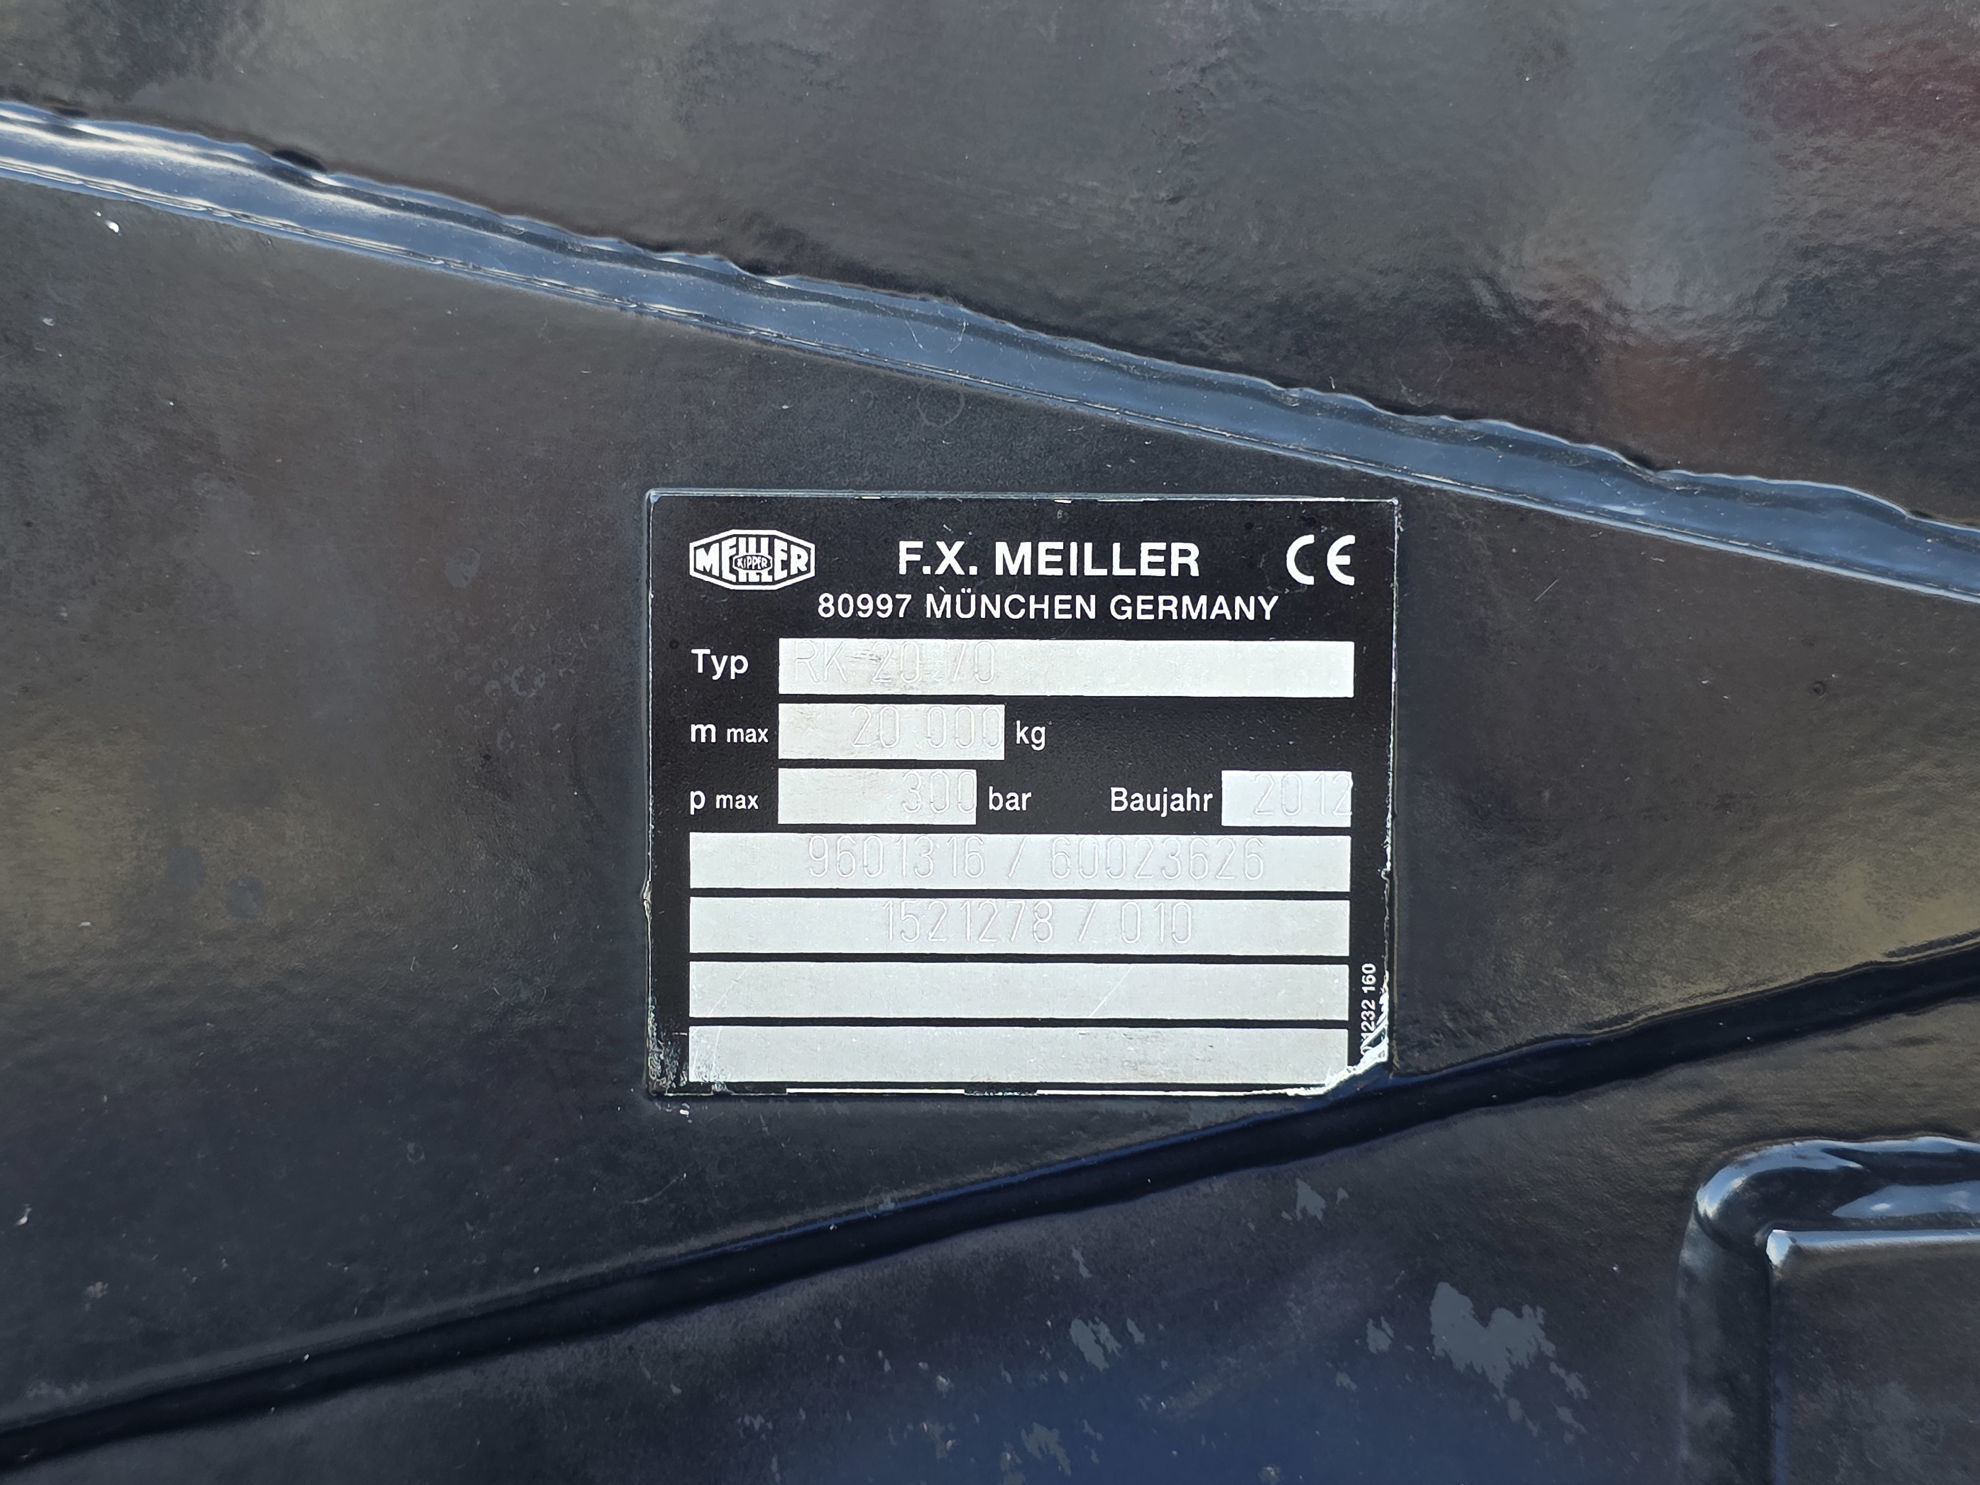 MEILLER
KIPPER
F.X. MEILLER CE
80997 MÜNCHEN GERMANY
Typ RK 20.70
m max 20 000 kg
p max 300 bar Baujahr 2012
9601316 / 60023626
1521278 / 010
1232 160